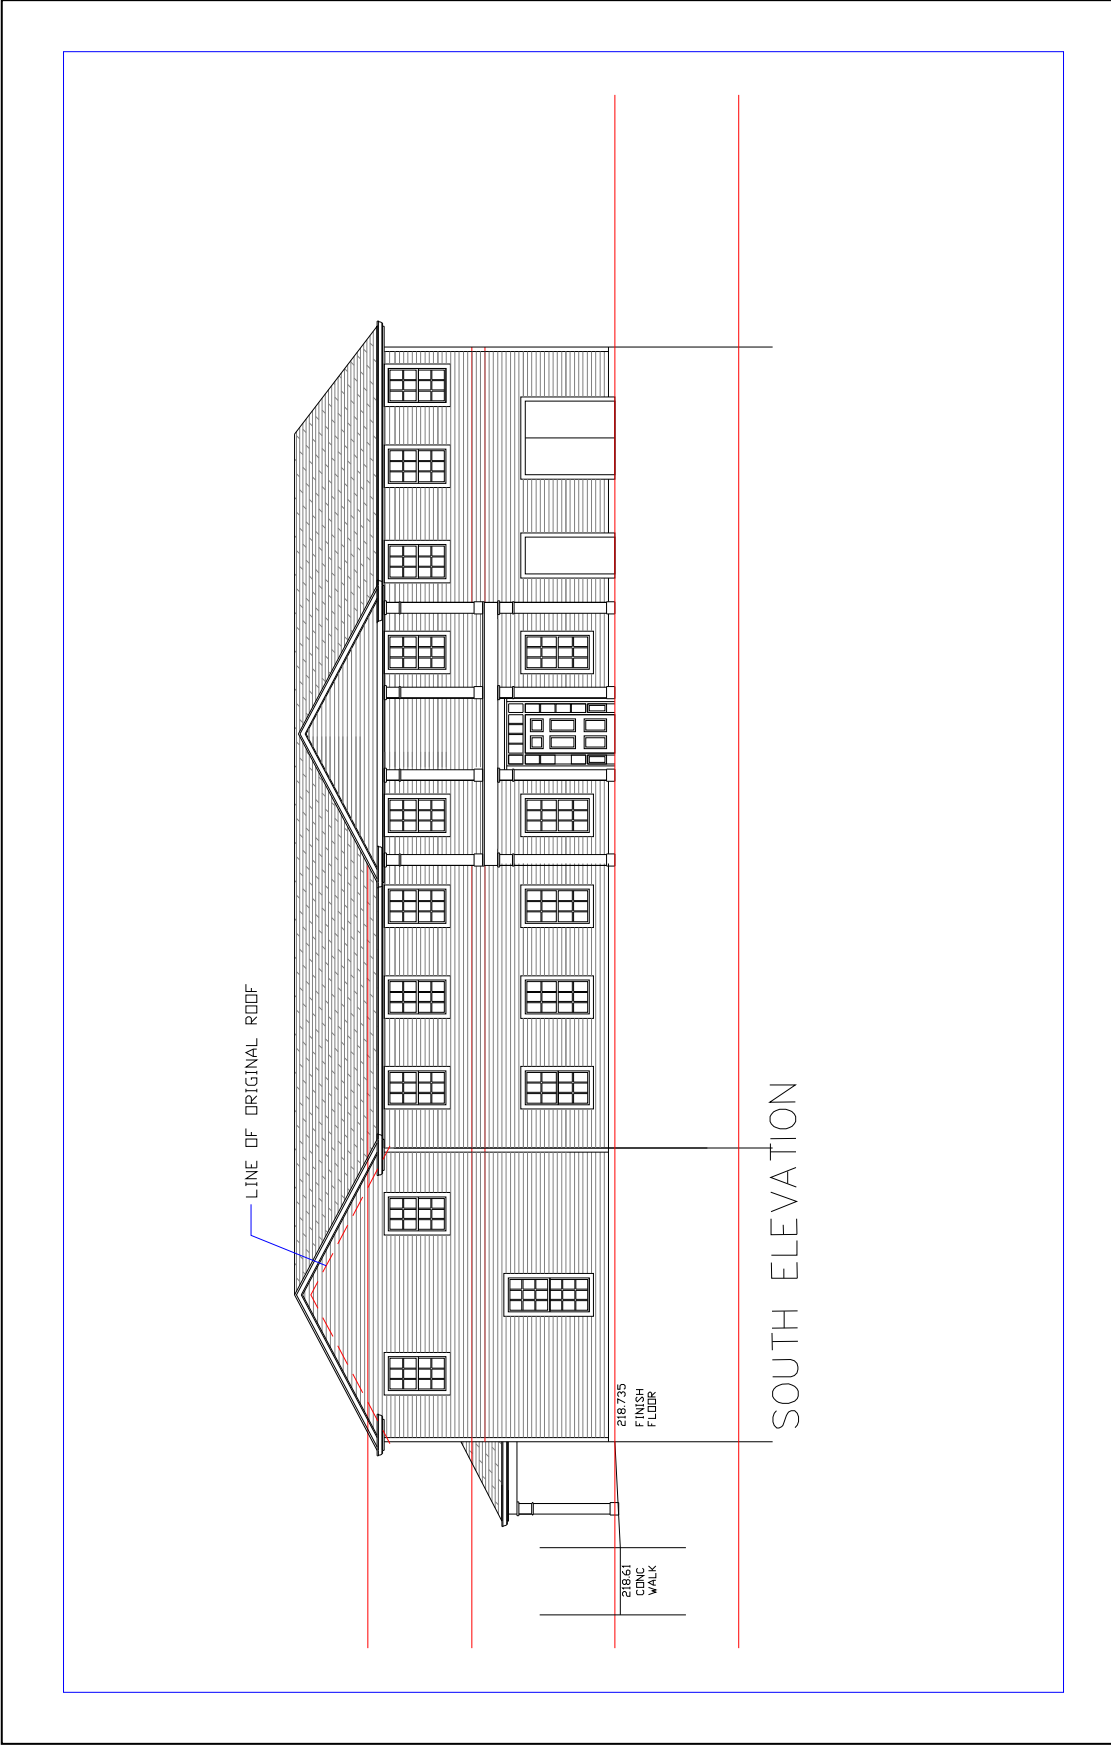 LINE OF ORIGINAL ROOF
218.61
CONC
WALK
218.735
FINISH
FLOOR
SOUTH ELEVATION